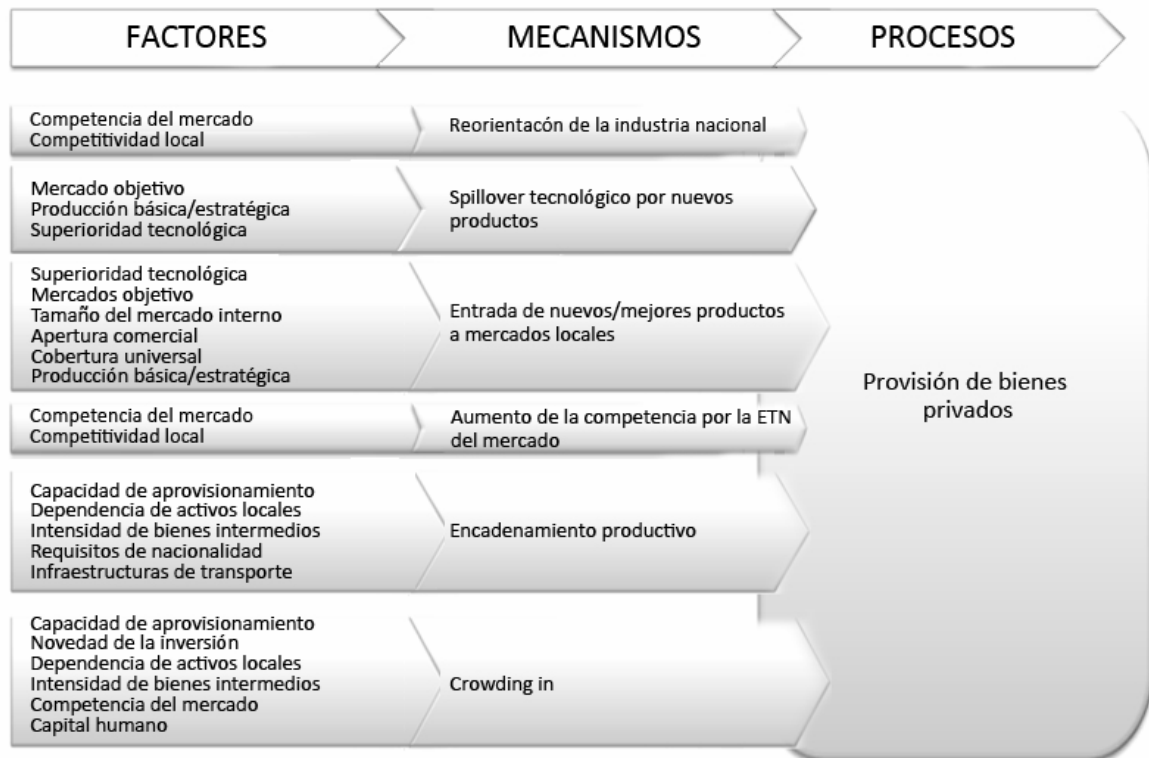 FACTORES
MECANISMOS
PROCESOS
Competencia del mercado
Competitividad local
Reorientacón de la industria nacional
Mercado objetivo
Producción básica/estratégica
Superioridad tecnológica
Spillover tecnológico por nuevos
productos
Superioridad tecnológica
Mercados objetivo
Tamaño del mercado interno
Apertura comercial
Cobertura universal
Producción básica/estratégica
Entrada de nuevos/mejores productos
a mercados locales
Competencia del mercado
Competitividad local
Aumento de la competencia por la ETN
del mercado
Capacidad de aprovisionamiento
Dependencia de activos locales
Intensidad de bienes intermedios
Requisitos de nacionalidad
Infraestructuras de transporte
Encadenamiento productivo
Capacidad de aprovisionamiento
Novedad de la inversión
Dependencia de activos locales
Intensidad de bienes intermedios
Competencia del mercado
Capital humano
Crowding in
Provisión de bienes
privados